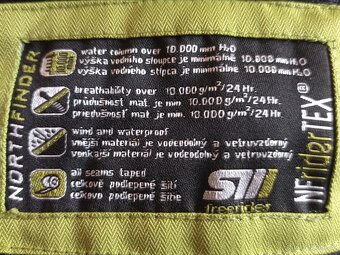 NORTHFINDER
water column over 10.000 mm H2O
výška vodního sloupce je minimálně 10.000 mm H2O
výška vodného stĺpca je minimálne 10.000 mm H2O
breathability over 10 000 g/m²/24 Hr.
průdušnost mat. je min. 10.000 g/m²/24 Hr.
priedušnosť mat. je min. 10.000 g/m²/24 Hr.
wind and waterproof
vnější materiál je voděodolný a větruvzdorný
vonkajší materiál je vodeodolný a vetruvzdorný
all seams taped
celkově podlepené šití
celkovo podlepené šitie
freerider
NFriderTEX®